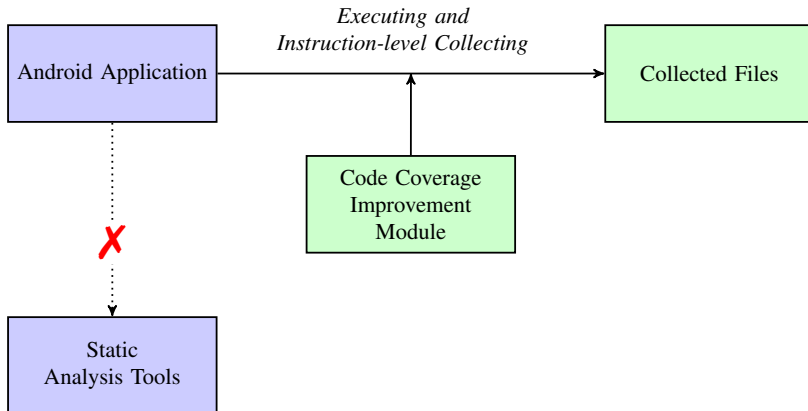 Executing and
Instruction-level Collecting
Android Application
Collected Files
Code Coverage
Improvement
Module
Static
Analysis Tools